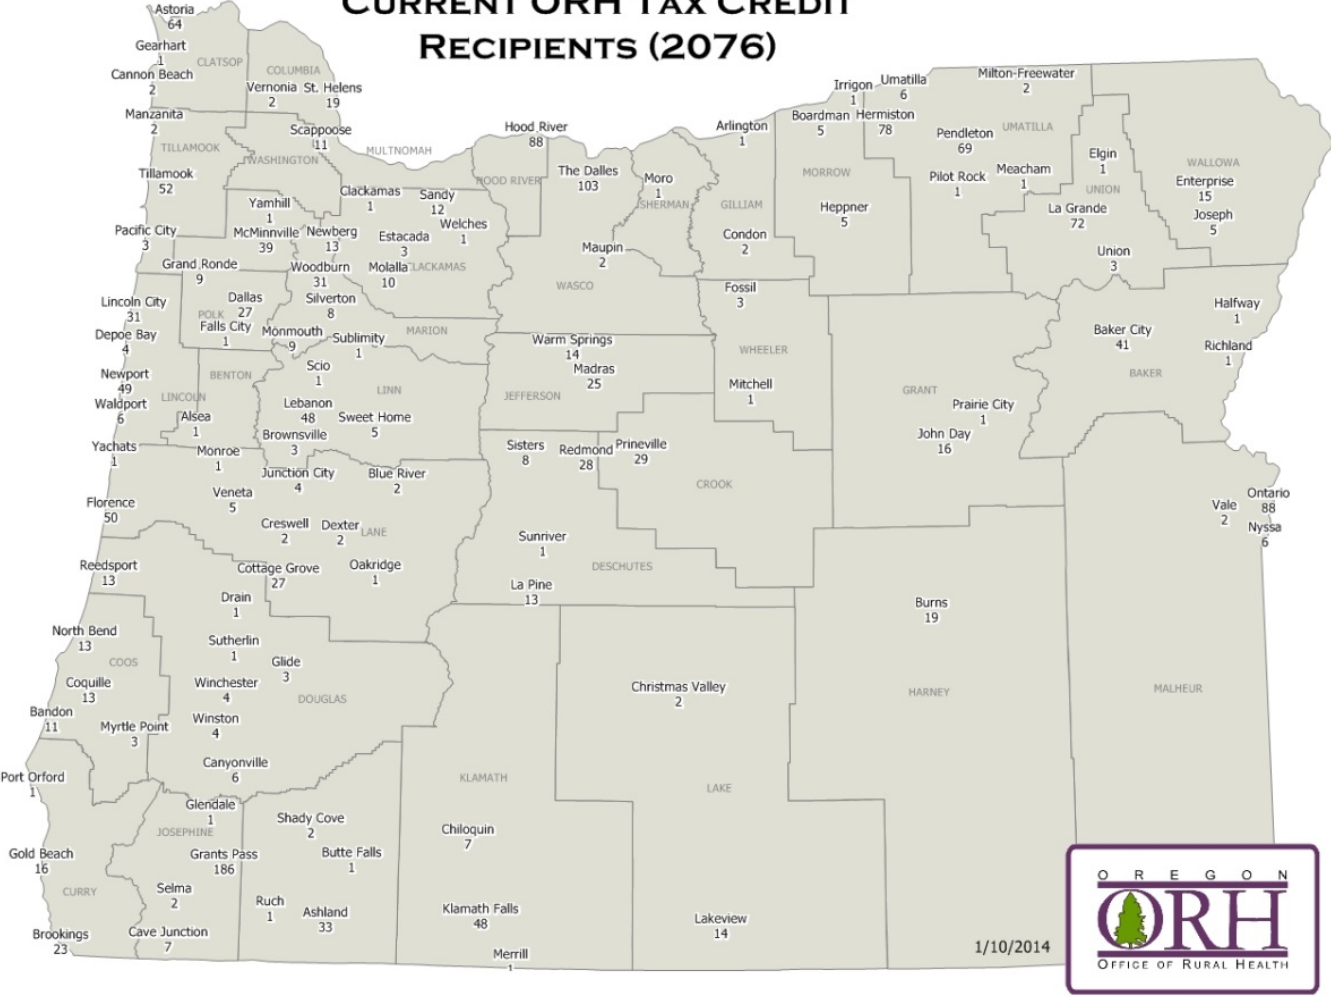 CURRENT ORH TAX CREDIT
RECIPIENTS (2076)
Astoria
64
Gearhart
1
Cannon Beach
2
CLATSOP
COLUMBIA
Vernonia
2
St. Helens
19
Manzanita
2
Scappoose
11
TILLAMOOK
WASHINGTON
MULTNOMAH
Tillamook
52
Hood River
88
HOOD RIVER
The Dalles
103
Moro
1
SHERMAN
Arlington
1
GILLIAM
Condon
2
Irrigon
1
Umatilla
6
Milton-Freewater
2
Boardman
5
Hermiston
78
Pendleton
69
UMATILLA
MORROW
Pilot Rock
1
Meacham
1
Heppner
5
Elgin
1
UNION
La Grande
72
Union
3
WALLOWA
Enterprise
15
Joseph
5
Clackamas
1
Sandy
12
Welches
1
Yamhill
1
McMinnville
39
Newberg
13
Estacada
3
Pacific City
3
Grand Ronde
9
Woodburn
31
Molalla
10
CLACKAMAS
Maupin
2
WASCO
Fossil
3
Lincoln City
31
Dallas
27
POLK
Falls City
1
Silverton
8
Monmouth
9
Sublimity
1
MARION
Depoe Bay
4
Warm Springs
14
Madras
25
JEFFERSON
WHEELER
Mitchell
1
Halfway
1
Baker City
41
Richland
1
BAKER
Newport
49
BENTON
Scio
1
LINN
LINCOLN
Waldport
6
Alsea
1
Lebanon
48
Sweet Home
5
Brownsville
3
GRANT
Prairie City
1
John Day
16
Yachats
1
Monroe
1
Sisters
8
Redmond
28
Prineville
29
CROOK
Junction City
4
Blue River
2
Veneta
5
Florence
50
Creswell
2
Dexter
2
LANE
Vale
2
Ontario
88
Nyssa
6
Sunriver
1
DESCHUTES
La Pine
13
Reedsport
13
Cottage Grove
27
Oakridge
1
Drain
1
Burns
19
North Bend
13
COOS
Sutherlin
1
Glide
3
Coquille
13
Winchester
4
DOUGLAS
Bandon
11
Myrtle Point
3
Winston
4
Christmas Valley
2
HARNEY
MALHEUR
Canyonville
6
Port Orford
1
KLAMATH
LAKE
Glendale
1
JOSEPHINE
Shady Cove
2
Chiloquin
7
Gold Beach
16
Grants Pass
186
Butte Falls
1
CURRY
Selma
2
Ruch
1
Ashland
33
Klamath Falls
48
Lakeview
14
Brookings
23
Cave Junction
7
Merrill
1
1/10/2014
OREGON
ORH
OFFICE OF RURAL HEALTH